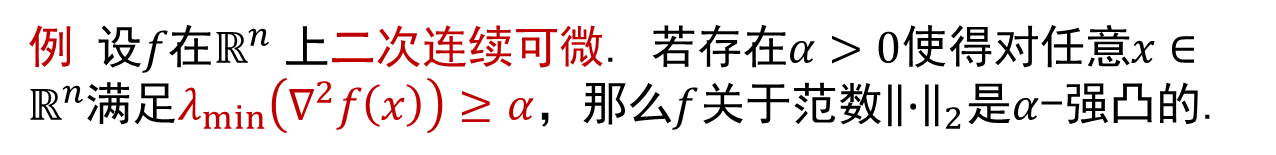 例 设𝑓在ℝⁿ 上二次连续可微. 若存在𝛼 > 0使得对任意𝑥 ∈
ℝⁿ满足𝜆min(∇²𝑓(𝑥)) ≥ 𝛼，那么𝑓关于范数‖·‖₂是𝛼-强凸的.